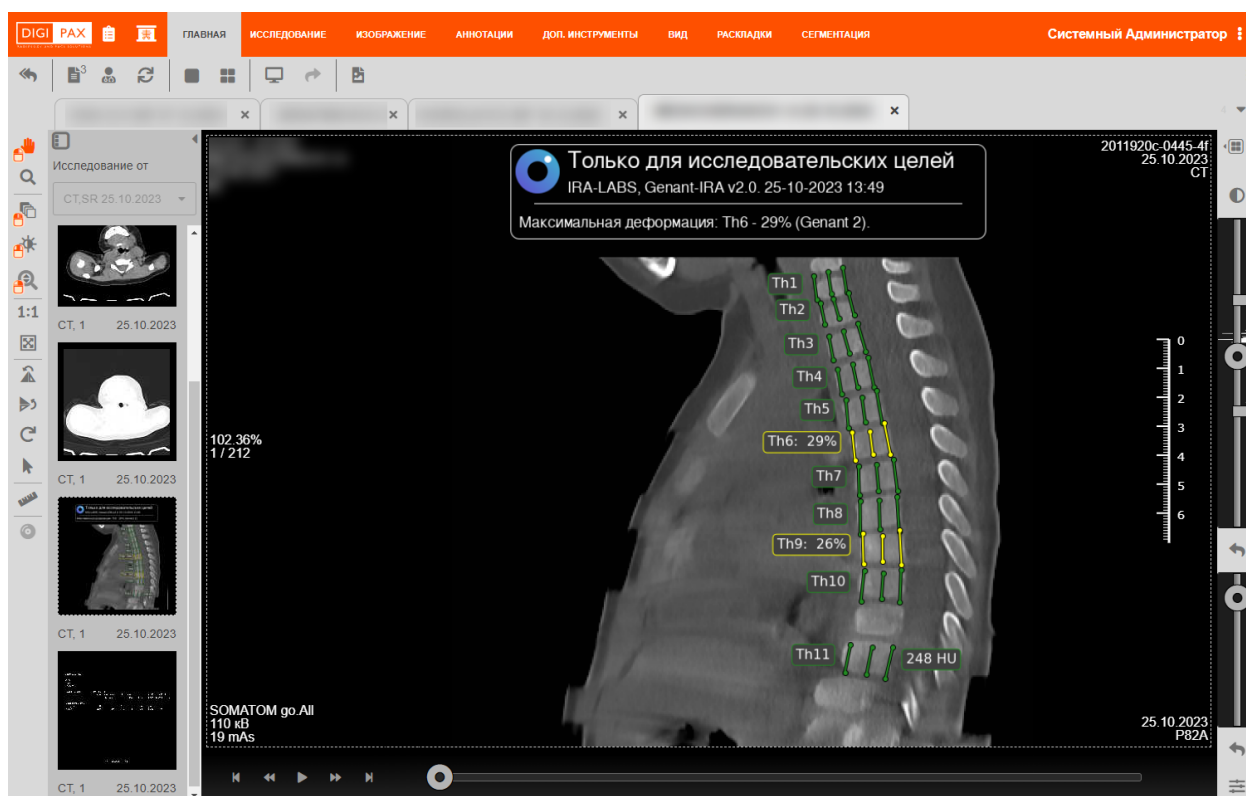 DIGI PAX
ГЛАВНАЯ
ИССЛЕДОВАНИЕ
ИЗОБРАЖЕНИЕ
АННОТАЦИИ
ДОП. ИНСТРУМЕНТЫ
ВИД
РАСКЛАДКИ
СЕГМЕНТАЦИЯ
Системный Администратор
3
Исследование от
CT,SR 25.10.2023
CT, 1 25.10.2023
CT, 1 25.10.2023
CT, 1 25.10.2023
CT, 1 25.10.2023
1:1
Только для исследовательских целей
IRA-LABS, Genant-IRA v2.0. 25-10-2023 13:49
Максимальная деформация: Th6 - 29% (Genant 2).
2011920c-0445-4f
25.10.2023
CT
Th1
Th2
Th3
Th4
Th5
Th6: 29%
Th7
Th8
Th9: 26%
Th10
Th11
248 HU
0
1
2
3
4
5
6
102.36%
1 / 212
SOMATOM go.All
110 кВ
19 mAs
25.10.2023
P82A